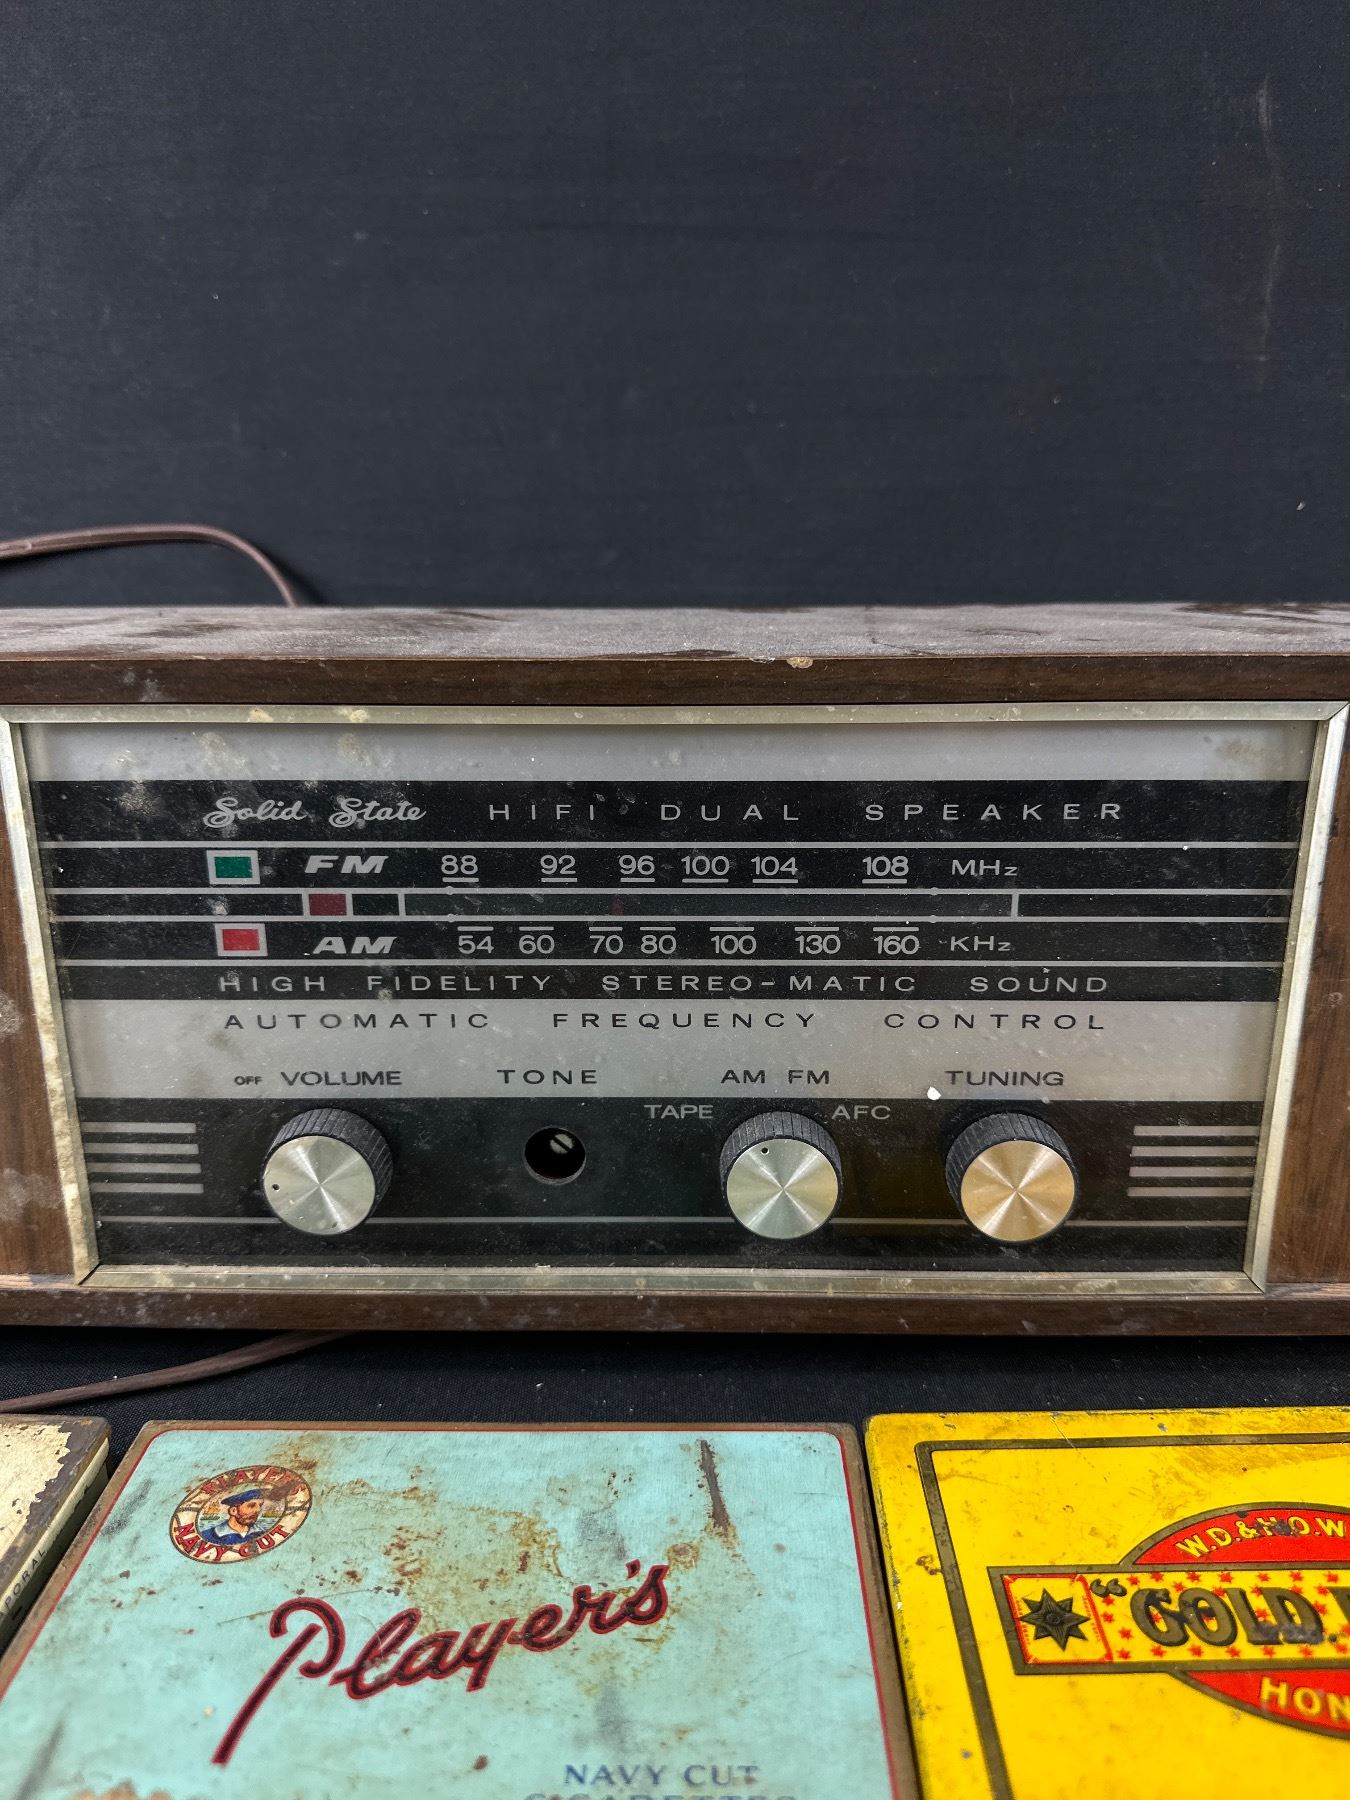 Solid State HIFI DUAL SPEAKER
FM 88 92 96 100 104 108 MHz
AM 54 60 70 80 100 130 160 KHz
HIGH FIDELITY STEREO-MATIC SOUND
AUTOMATIC FREQUENCY CONTROL
OFF VOLUME TONE AM FM TUNING
TAPE AFC
PLAYER'S
NAVY CUT
Player's
NAVY CUT
CIGARETTES
W.D.&H.O.W
"GOLD
HON